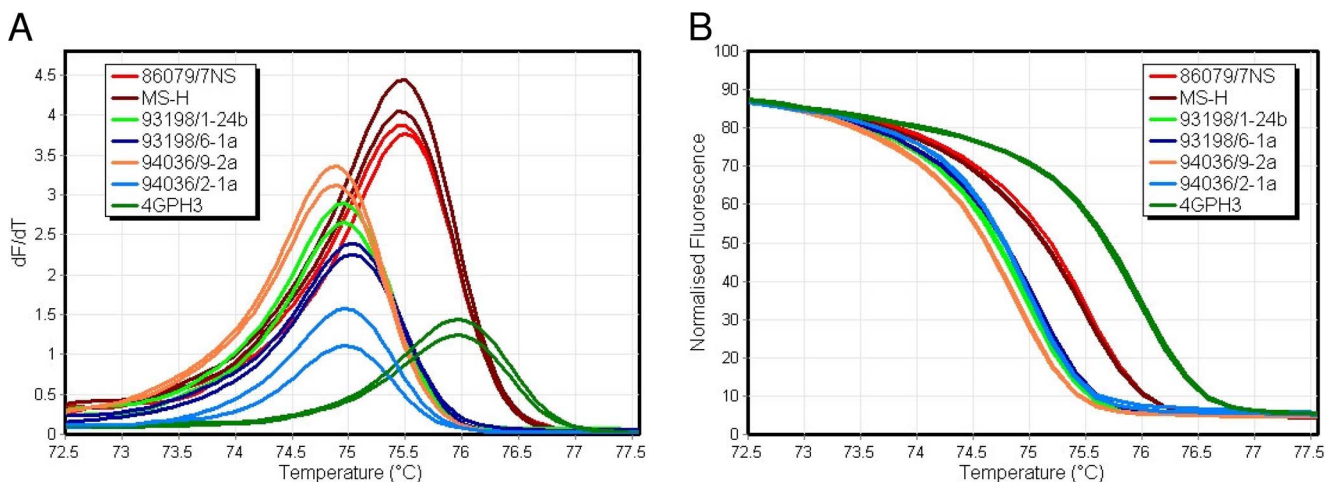 A
dF/dT
4.5
4
3.5
3
2.5
2
1.5
1
0.5
0
86079/7NS
MS-H
93198/1-24b
93198/6-1a
94036/9-2a
94036/2-1a
4GPH3
72.5 73 73.5 74 74.5 75 75.5 76 76.5 77 77.5
Temperature (°C)
B
Normalised Fluorescence
100
90
80
70
60
50
40
30
20
10
0
86079/7NS
MS-H
93198/1-24b
93198/6-1a
94036/9-2a
94036/2-1a
4GPH3
72.5 73 73.5 74 74.5 75 75.5 76 76.5 77 77.5
Temperature (°C)